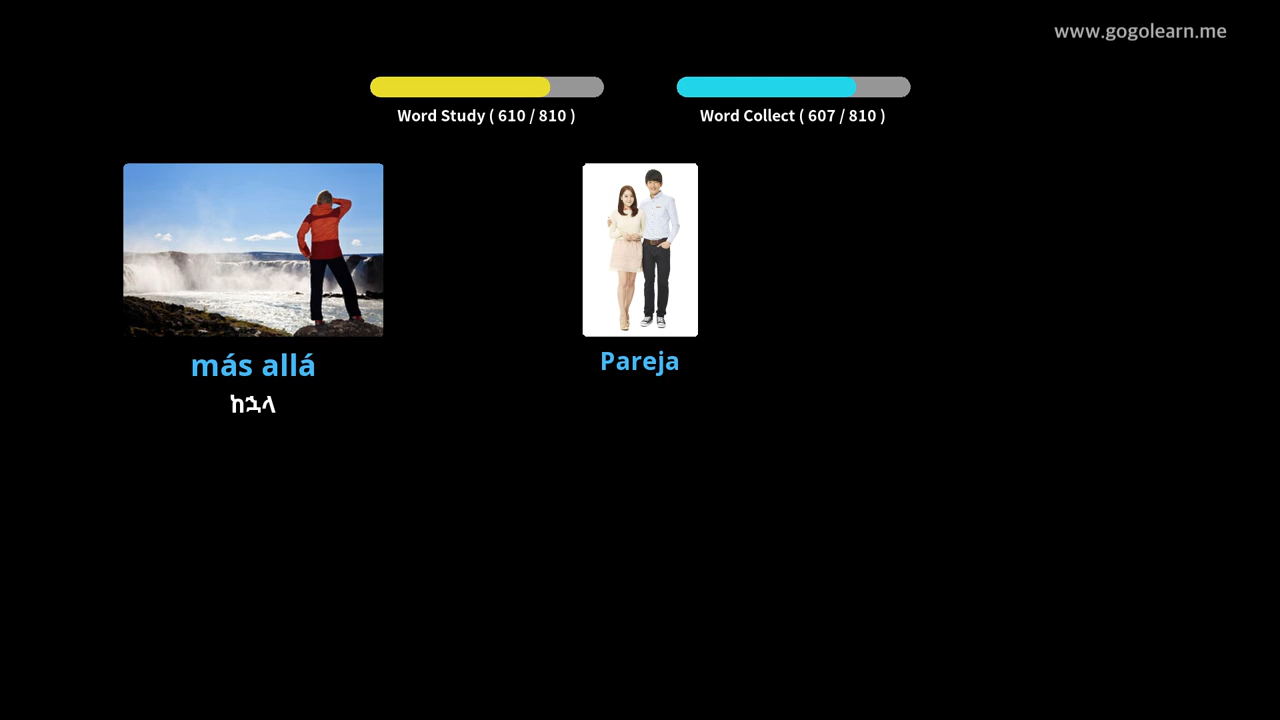 www.gogolearn.me
Word Study ( 610 / 810 )
Word Collect ( 607 / 810 )
más allá
ከኋላ
Pareja